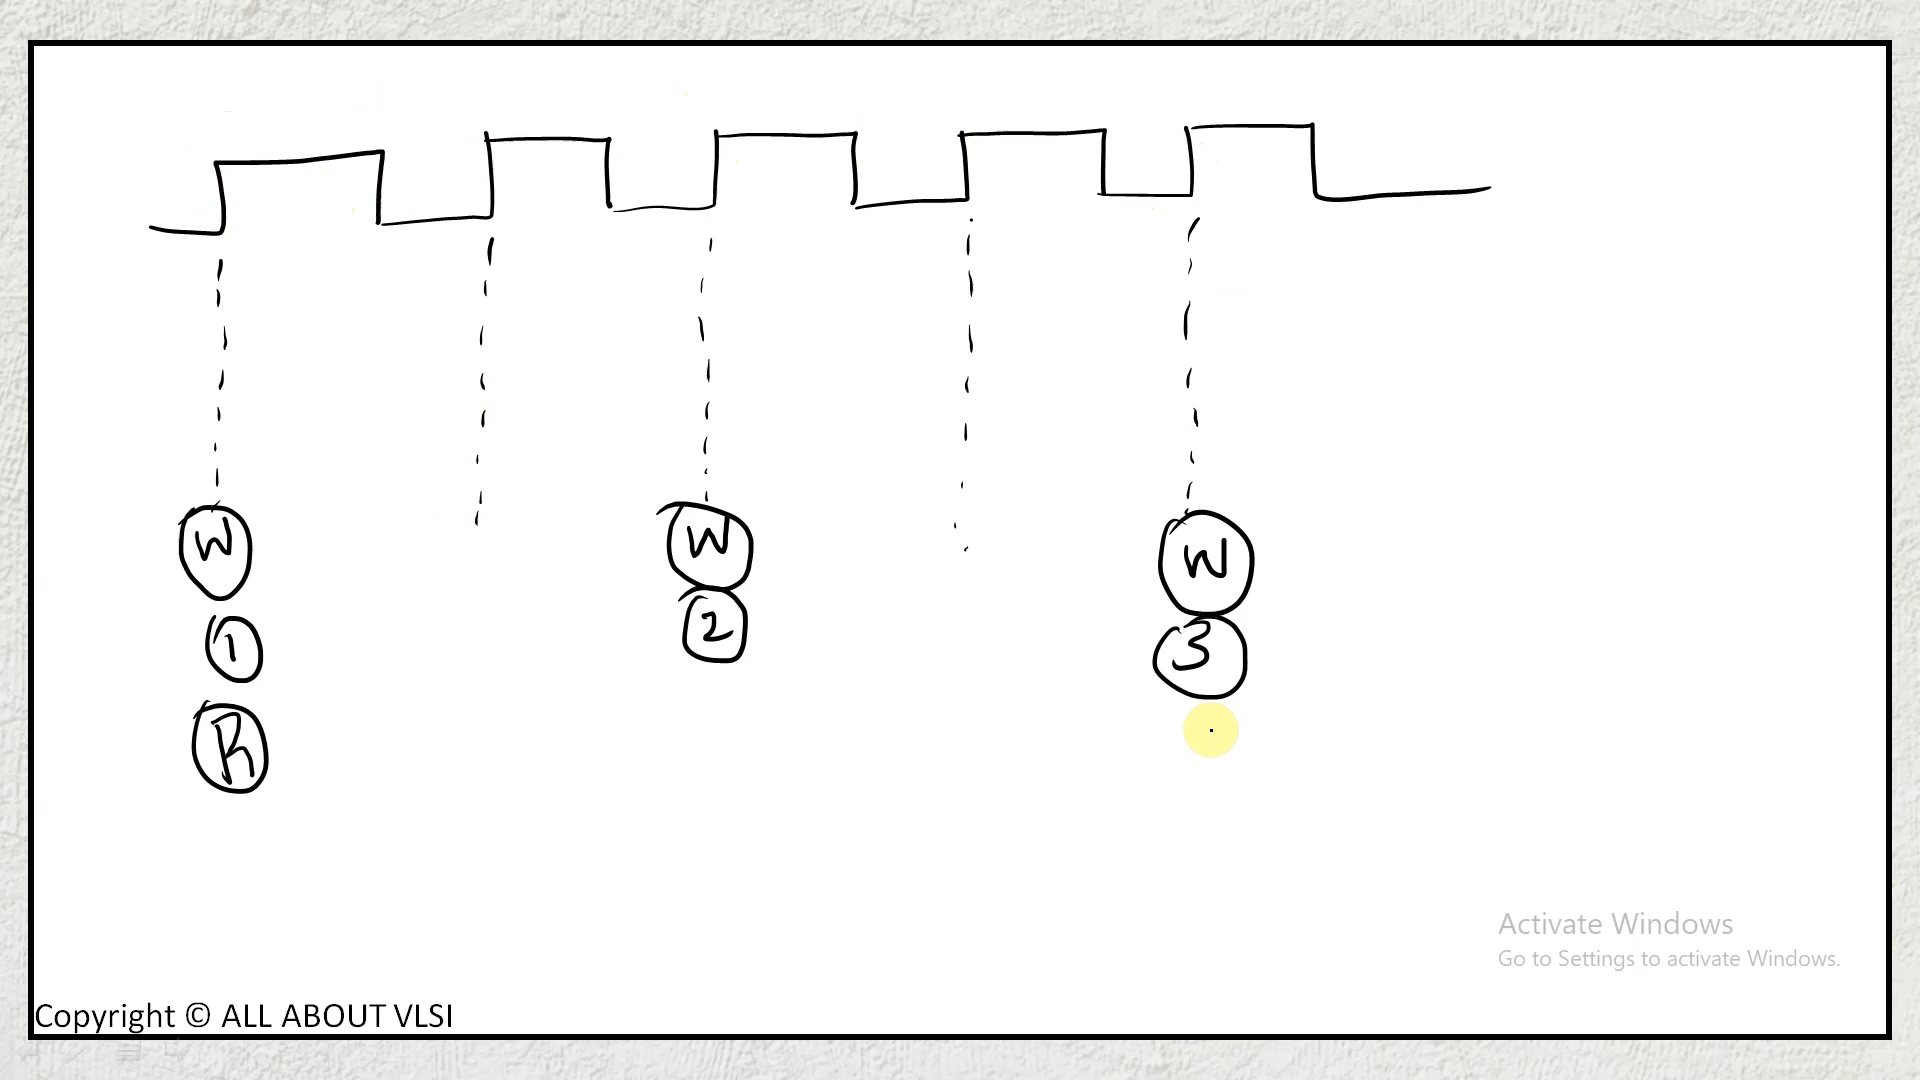 W W W
1 2 3
R
Activate Windows
Go to Settings to activate Windows.
Copyright © ALL ABOUT VLSI